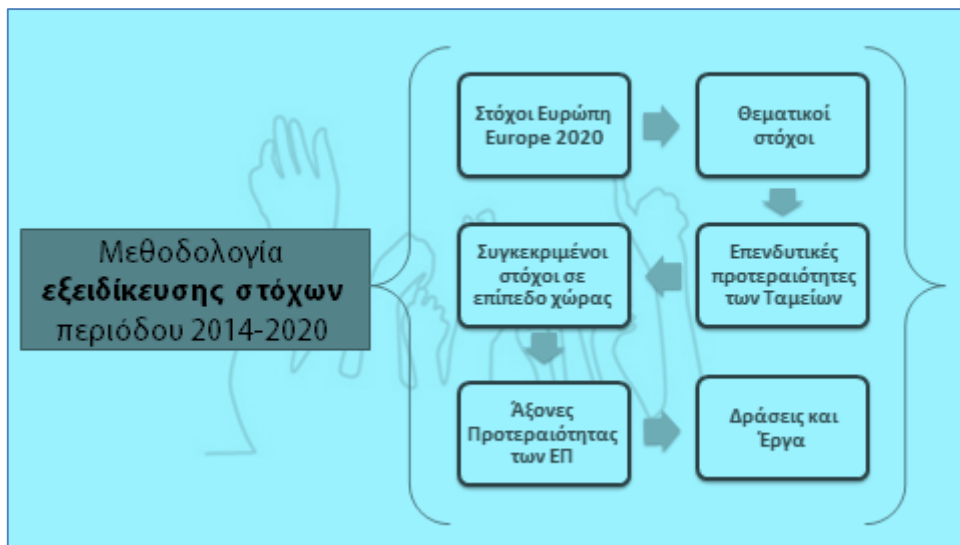 Μεθοδολογία
εξειδίκευσης στόχων
περιόδου 2014-2020
Στόχοι Ευρώπη
Europe 2020
Θεματικοί
στόχοι
Επενδυτικές
προτεραιότητες
των Ταμείων
Συγκεκριμένοι
στόχοι σε
επίπεδο χώρας
Άξονες
Προτεραιότητας
των ΕΠ
Δράσεις και
Έργα